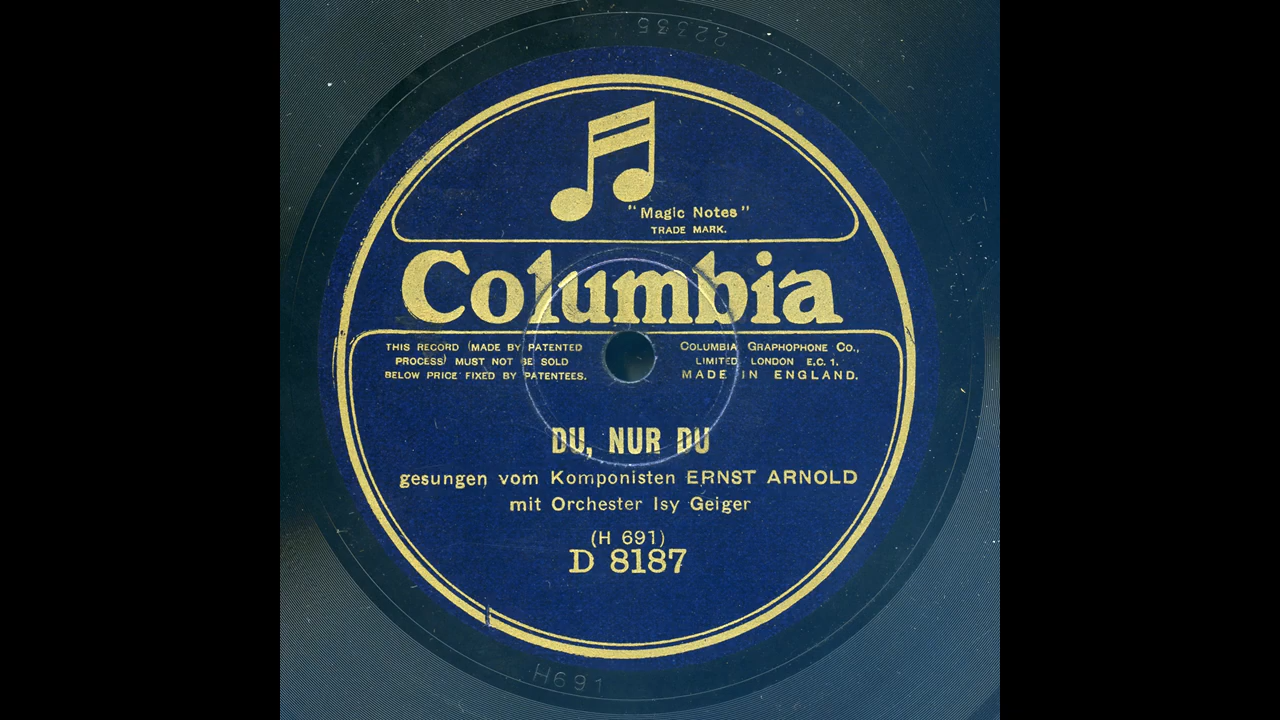 22335
"Magic Notes"
TRADE MARK.
Columbia
THIS RECORD (MADE BY PATENTED
PROCESS) MUST NOT BE SOLD
BELOW PRICE FIXED BY PATENTEES.
COLUMBIA GRAPHOPHONE CO.,
LIMITED, LONDON E.C. 1.
MADE IN ENGLAND.
DU, NUR DU
gesungen vom Komponisten ERNST ARNOLD
mit Orchester Isy Geiger
(H 691)
D 8187
H691